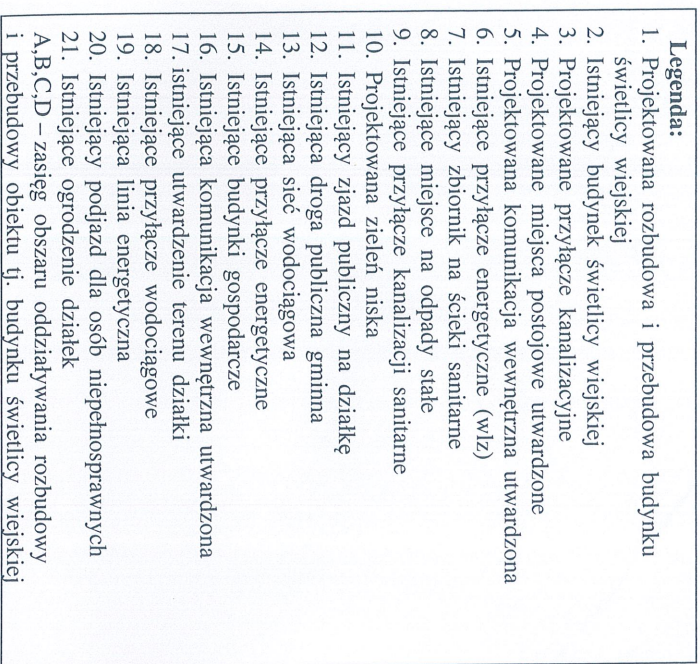 Legenda:
1. Projektowana rozbudowa i przebudowa budynku
świetlicy wiejskiej
2. Istniejący budynek świetlicy wiejskiej
3. Projektowane przyłącze kanalizacyjne
4. Projektowane miejsca postojowe utwardzone
5. Projektowana komunikacja wewnętrzna utwardzona
6. Istniejące przyłącze energetyczne (wlz)
7. Istniejący zbiornik na ścieki sanitarne
8. Istniejące miejsce na odpady stałe
9. Istniejące przyłącze kanalizacji sanitarne
10. Projektowana zieleń niska
11. Istniejący zjazd publiczny na działkę
12. Istniejąca droga publiczna gminna
13. Istniejąca sieć wodociągowa
14. Istniejące przyłącze energetyczne
15. Istniejące budynki gospodarcze
16. Istniejąca komunikacja wewnętrzna utwardzona
17. istniejące utwardzenie terenu działki
18. Istniejące przyłącze wodociągowe
19. Istniejąca linia energetyczna
20. Istniejący podjazd dla osób niepełnosprawnych
21. Istniejące ogrodzenie działek
A,B,C,D – zasięg obszaru oddziaływania rozbudowy
i przebudowy obiektu tj. budynku świetlicy wiejskiej